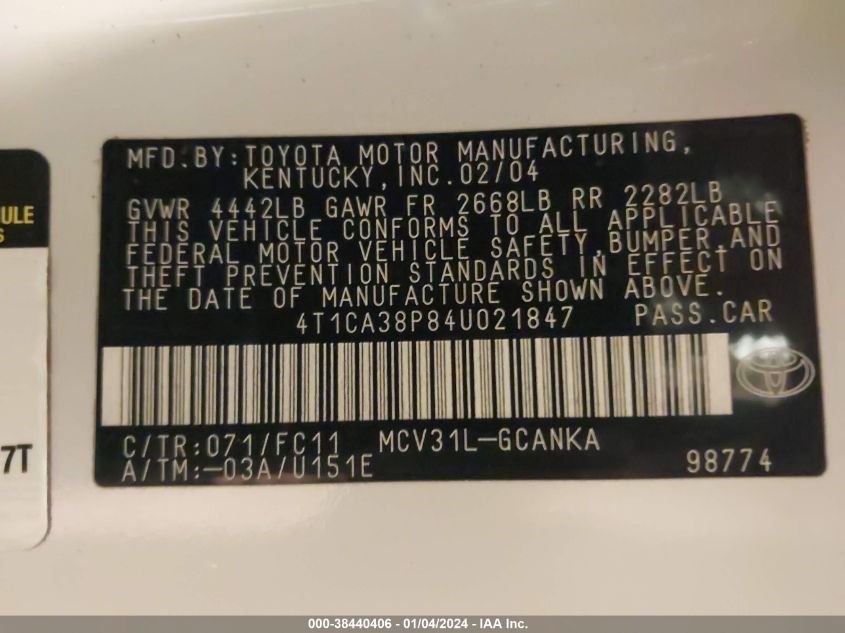 MFD.BY:TOYOTA MOTOR MANUFACTURING,
KENTUCKY,INC.02/04
GVWR 4442LB GAWR FR 2668LB RR 2282LB
THIS VEHICLE CONFORMS TO ALL APPLICABLE
FEDERAL MOTOR VEHICLE SAFETY,BUMPER,AND
THEFT PREVENTION STANDARDS IN EFFECT ON
THE DATE OF MANUFACTURE SHOWN ABOVE.
4T1CA38P84U021847 PASS.CAR
C/TR:071/FC11 MCV31L-GCANKA
A/TM:-03A/U151E 98774
ULE
S
7T
000-38440406 - 01/04/2024 - IAA Inc.